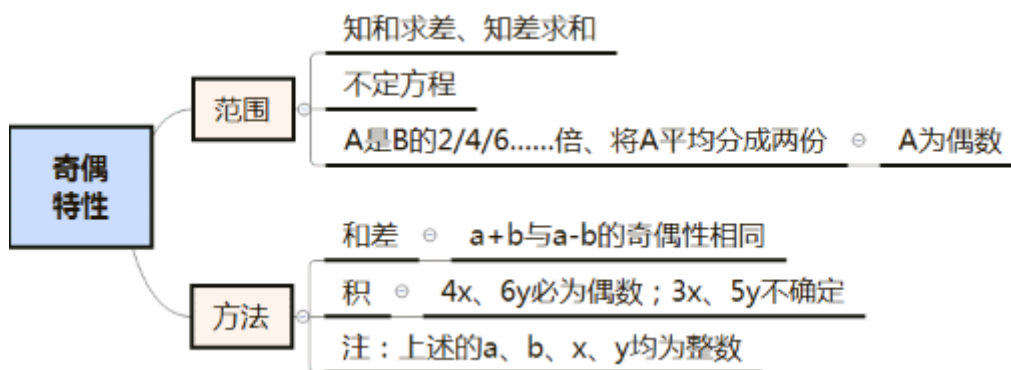 奇偶
特性
范围
知和求差、知差求和
不定方程
A是B的2/4/6……倍、将A平均分成两份
A为偶数
方法
和差
a+b与a-b的奇偶性相同
积
4x、6y必为偶数；3x、5y不确定
注：上述的a、b、x、y均为整数